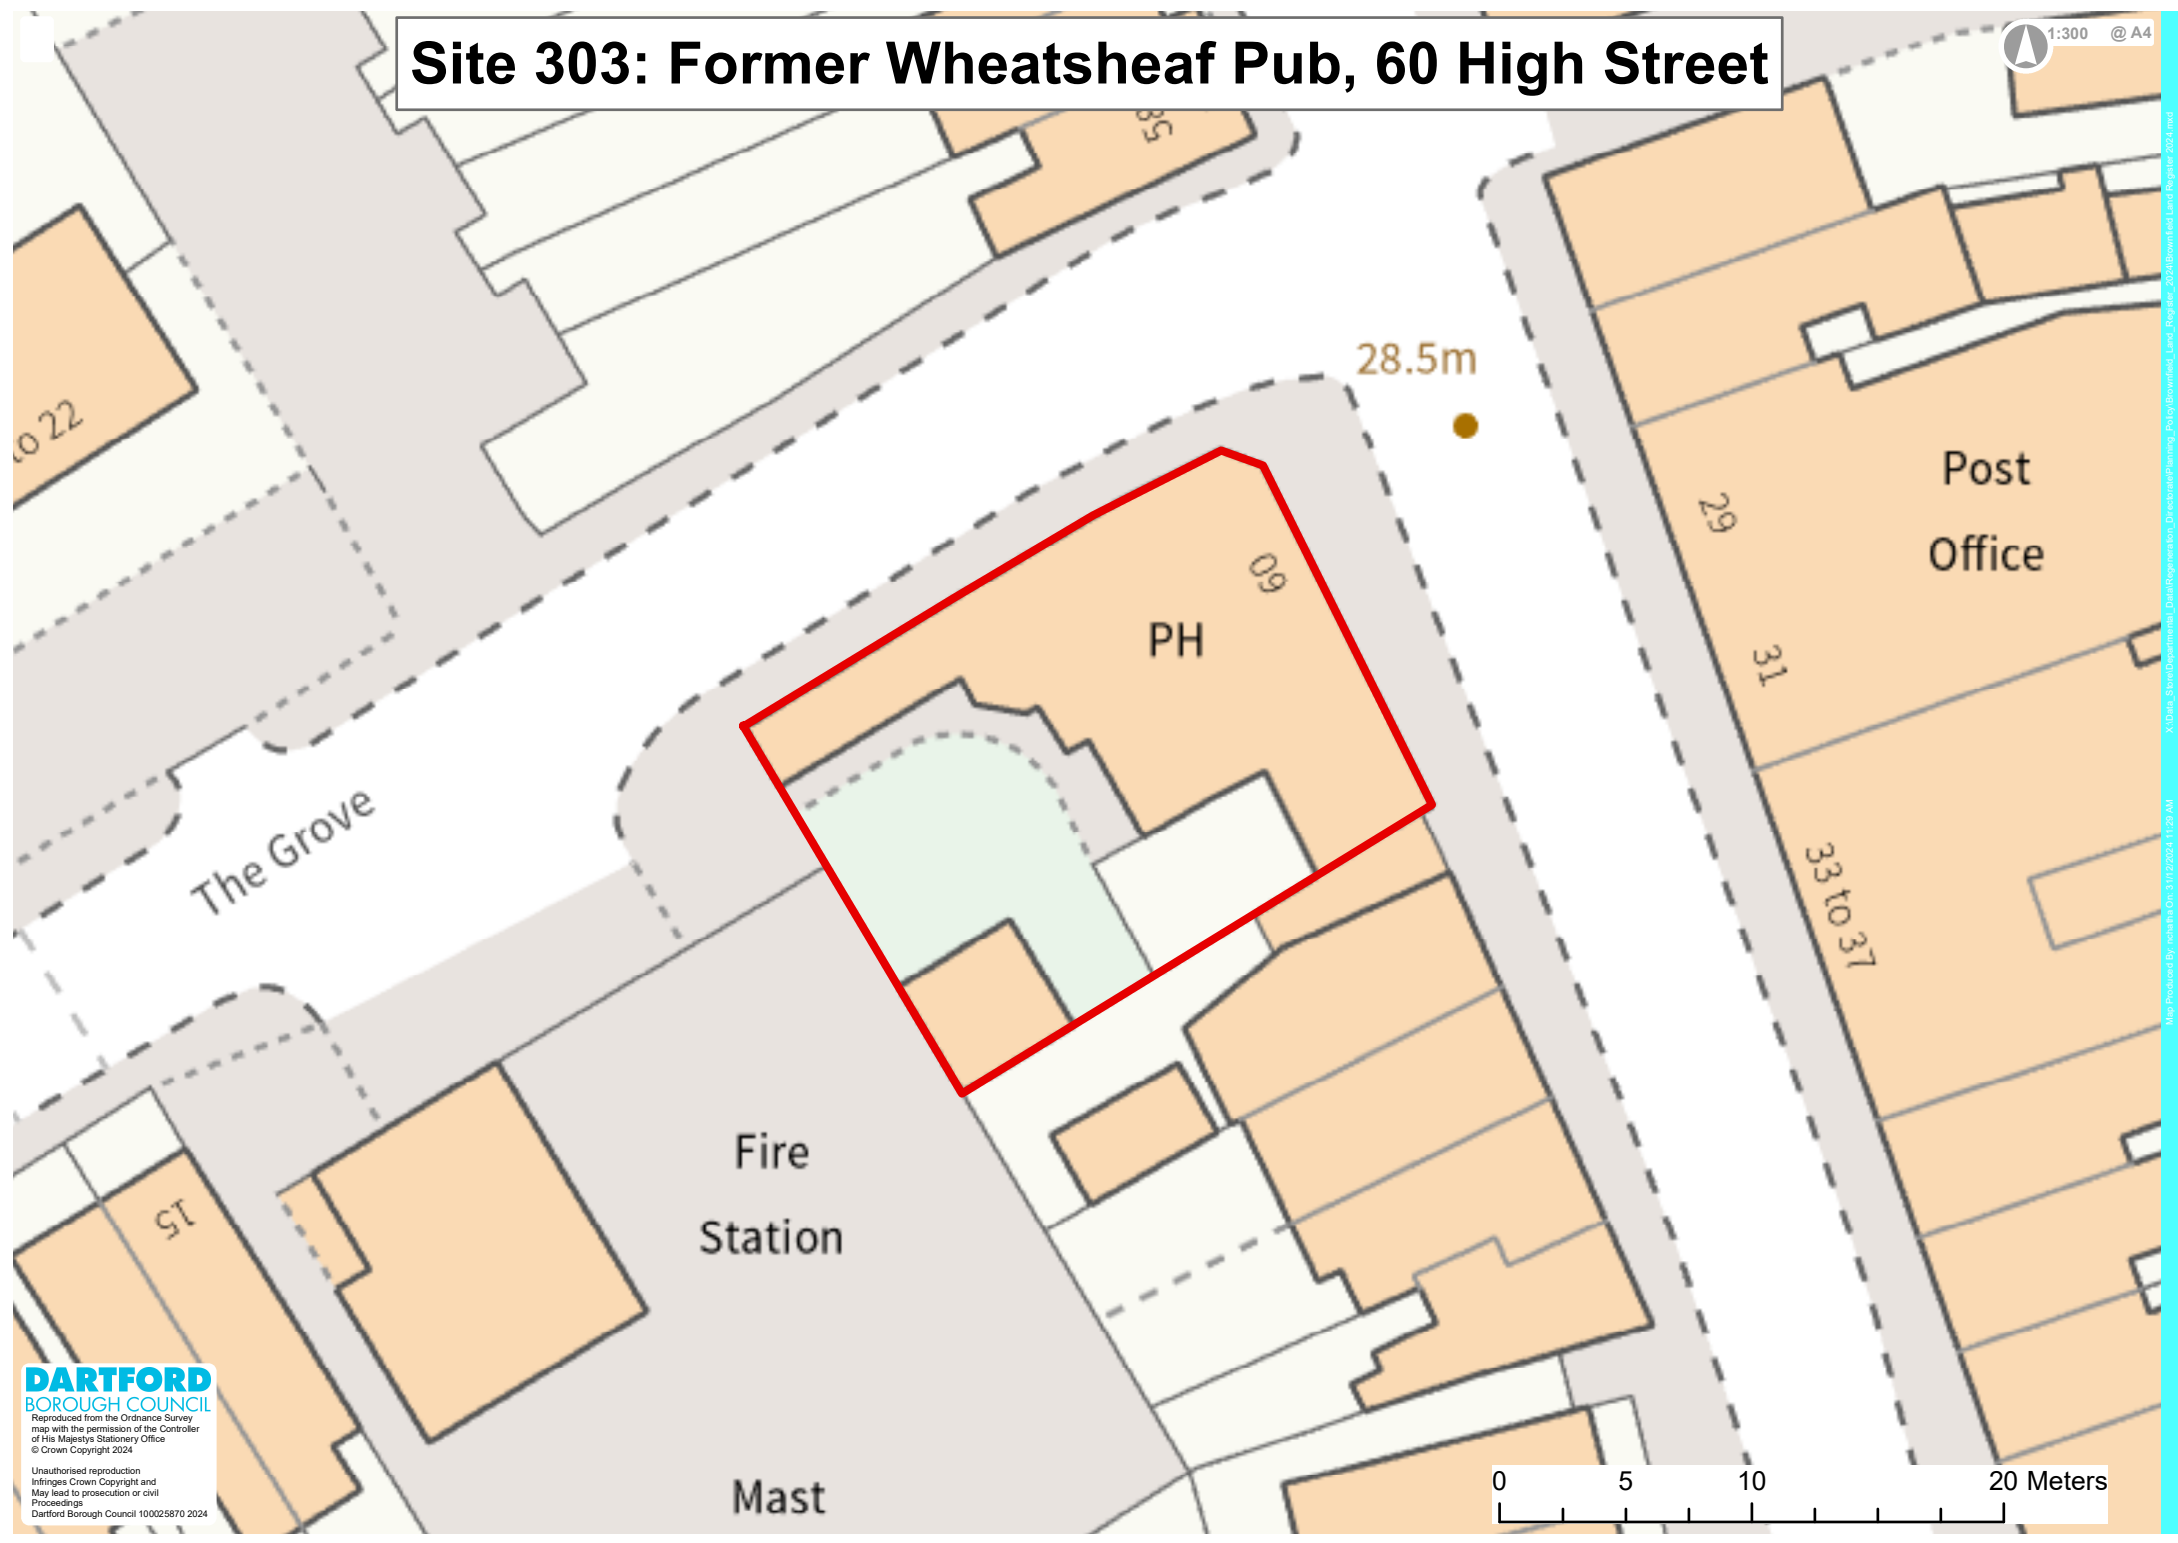 Site 303: Former Wheatsheaf Pub, 60 High Street
1:300 @ A4
85
to 22
28.5m
Post
Office
29
60
PH
31
The Grove
33 to 37
Fire
Station
15
Mast
DARTFORD
BOROUGH COUNCIL
Reproduced from the Ordnance Survey
map with the permission of the Controller
of His Majestys Stationery Office
© Crown Copyright 2024
Unauthorised reproduction
Infringes Crown Copyright and
May lead to prosecution or civil
Proceedings
Dartford Borough Council 100025870 2024
0 5 10 20 Meters